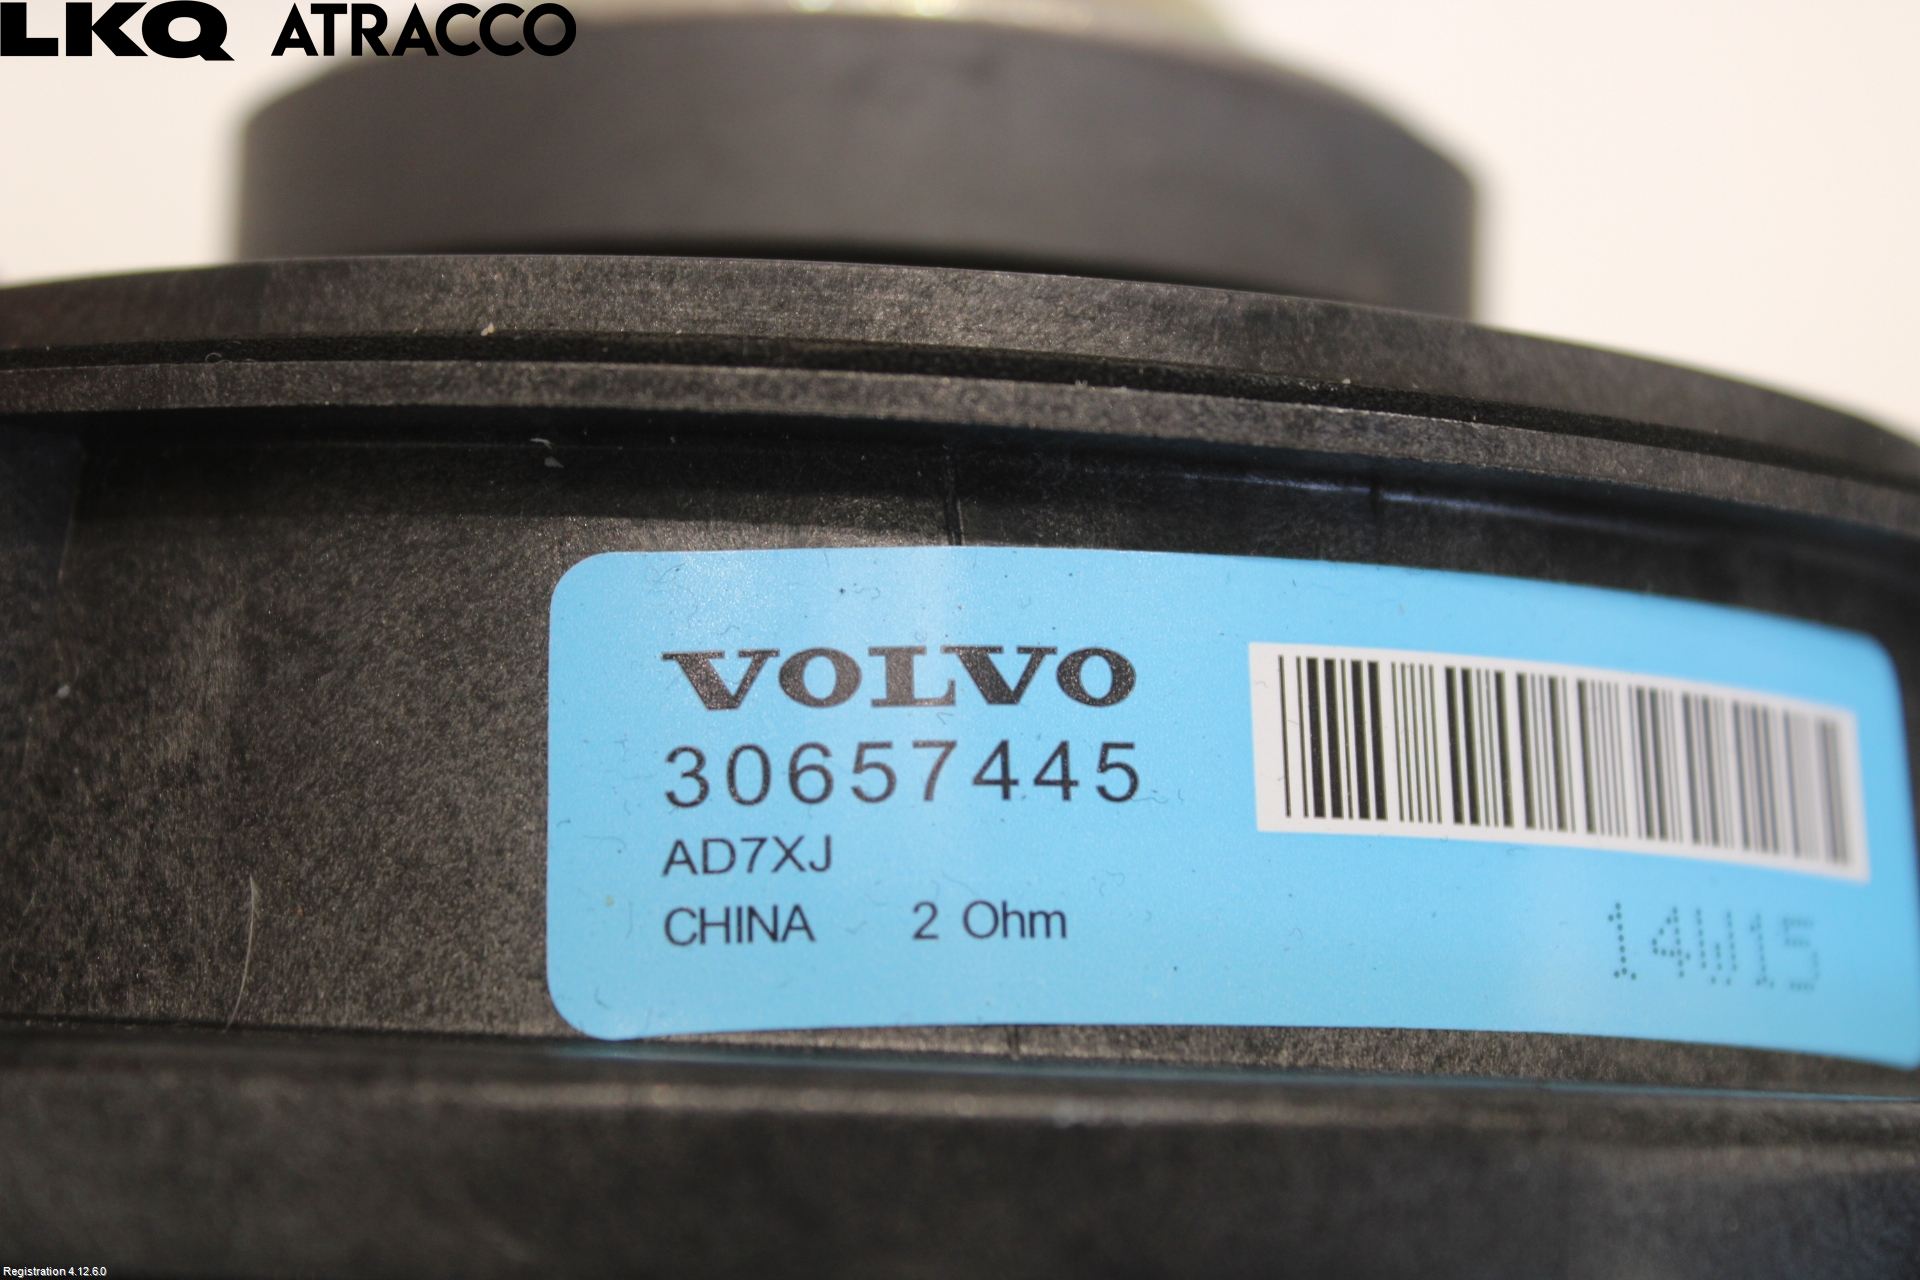 LKQ ATRACCO
VOLVO
30657445
AD7XJ
CHINA 2 Ohm
14W15
Registration 4.12.6.0